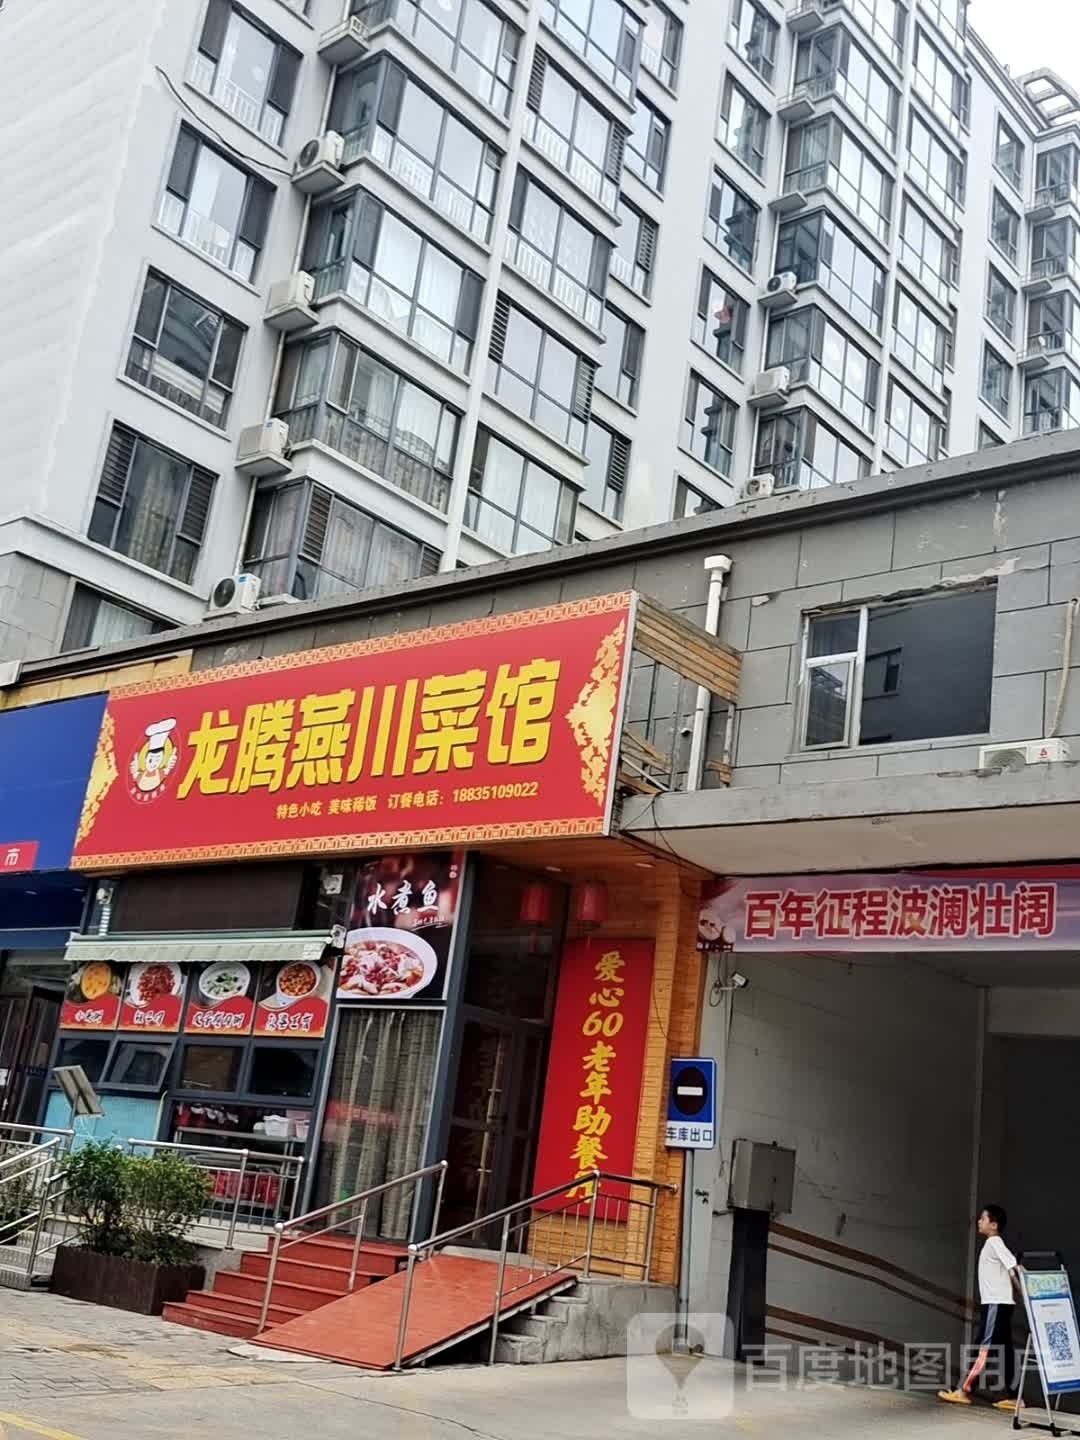 龙腾燕川菜馆
特色小吃 美味稀饭 订餐电话：18835109022
市
水煮鱼
百年征程波澜壮阔
爱心60老年助餐厅
车库出口
百度地图用户